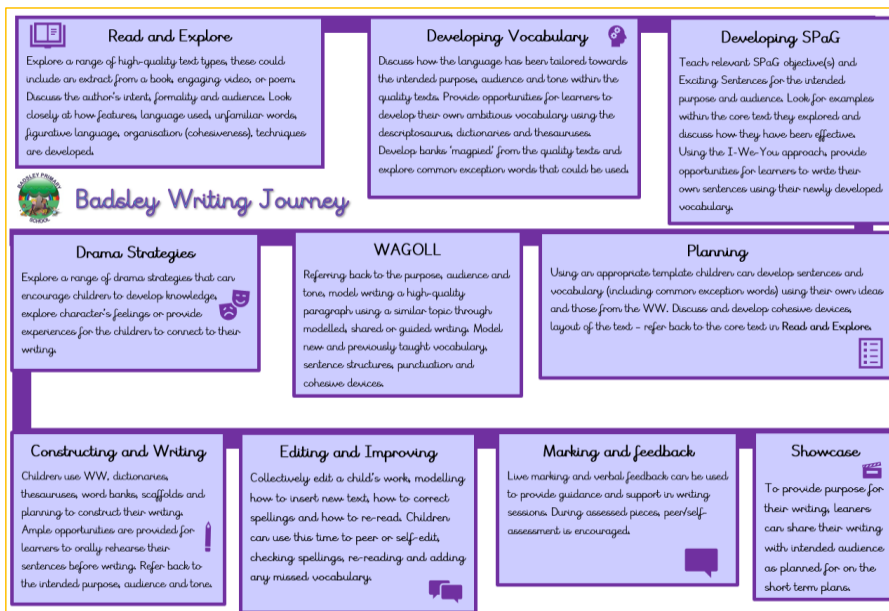 Read and Explore
Explore a range of high-quality text types, these could
include an extract from a book, engaging video, or poem.
Discuss the author's intent, formality and audience. Look
closely at how features, language used, unfamiliar words,
figurative language, organisation (cohesiveness), techniques
are developed.
Developing Vocabulary
Discuss how the language has been tailored towards
the intended purpose, audience and tone within the
quality texts. Provide opportunities for learners to
develop their own ambitious vocabulary using the
descriptosaurus, dictionaries and thesauruses.
Develop banks 'magpied' from the quality texts and
explore common exception words that could be used.
Developing SPaG
Teach relevant SPaG objective(s) and
Exciting Sentences for the intended
purpose and audience. Look for examples
within the core text they explored and
discuss how they have been effective.
Using the I-We-You approach, provide
opportunities for learners to write their
own sentences using their newly developed
vocabulary.
BADSLEY PRIMARY
SCHOOL
Badsley Writing Journey
Drama Strategies
Explore a range of drama strategies that can
encourage children to develop knowledge,
explore character's feelings or provide
experiences for the children to connect to their
writing.
WAGOLL
Referring back to the purpose, audience and
tone, model writing a high-quality
paragraph using a similar topic through
modelled, shared or guided writing. Model
new and previously taught vocabulary,
sentence structures, punctuation and
cohesive devices.
Planning
Using an appropriate template children can develop sentences and
vocabulary (including common exception words) using their own ideas
and those from the WW. Discuss and develop cohesive devices,
layout of the text – refer back to the core text in Read and Explore.
Constructing and Writing
Children use WW, dictionaries,
thesauruses, word banks, scaffolds and
planning to construct their writing.
Ample opportunities are provided for
learners to orally rehearse their
sentences before writing. Refer back to
the intended purpose, audience and tone.
Editing and Improving
Collectively edit a child's work, modelling
how to insert new text, how to correct
spellings and how to re-read. Children
can use this time to peer or self-edit,
checking spellings, re-reading and adding
any missed vocabulary.
Marking and feedback
Live marking and verbal feedback can be used
to provide guidance and support in writing
sessions. During assessed pieces, peer/self-
assessment is encouraged.
Showcase
To provide purpose for
their writing, leaners
can share their writing
with intended audience
as planned for on the
short term plans.